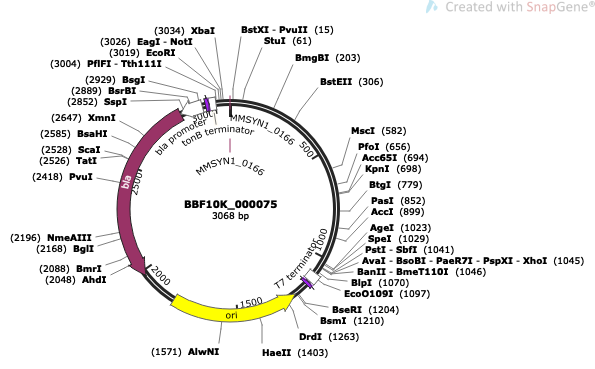 Created with SnapGene®
(3034) XbaI
(3026) EagI - NotI
(3019) EcoRI
(3004) PflFI - Tth111I
(2929) BsgI
(2889) BsrBI
(2852) SspI
(2647) XmnI
(2585) BsaHI
(2528) ScaI
(2526) TatI
(2418) PvuI
(2196) NmeAIII
(2168) BglI
(2088) BmrI
(2048) AhdI
(1571) AlwNI
BstXI - PvuII (15)
StuI (61)
BmgBI (203)
BstEII (306)
MscI (582)
PfoI (656)
Acc65I (694)
KpnI (698)
BtgI (779)
PasI (852)
AccI (899)
AgeI (1023)
SpeI (1029)
PstI - SbfI (1041)
AvaI - BsoBI - PaeR7I - PspXI - XhoI (1045)
BanII - BmeT110I (1046)
BlpI (1070)
EcoO109I (1097)
BseRI (1204)
BsmI (1210)
DrdI (1263)
HaeII (1403)
bla promoter
tonB terminator
MMSYN1_0166
MMSYN1_0166
500
1000
1500
2000
2500
T7 terminator
bla
ori
BBF10K_000075
3068 bp